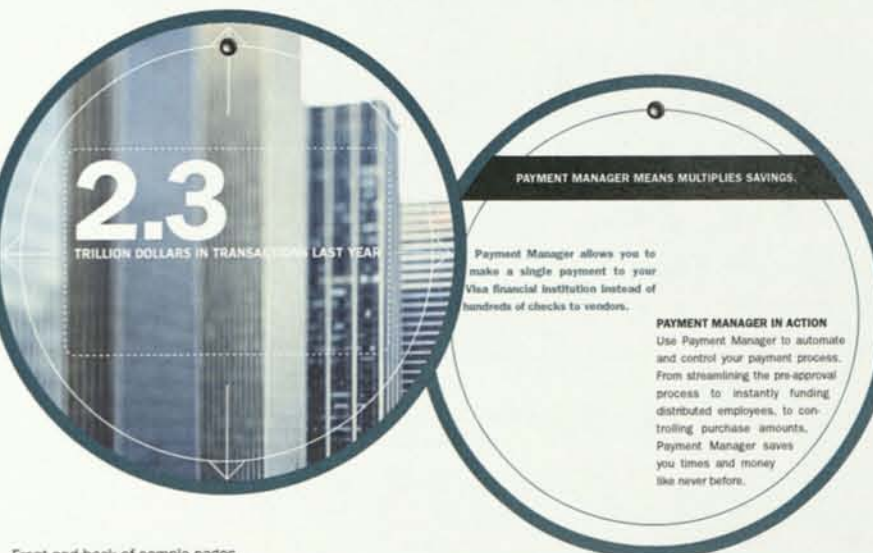 2.3
TRILLION DOLLARS IN TRANSACTIONS LAST YEAR
PAYMENT MANAGER MEANS MULTIPLIES SAVINGS.
Payment Manager allows you to
make a single payment to your
Visa financial institution instead of
hundreds of checks to vendors.
PAYMENT MANAGER IN ACTION
Use Payment Manager to automate
and control your payment process.
From streamlining the pre-approval
process to instantly funding
distributed employees, to con-
trolling purchase amounts,
Payment Manager saves
you times and money
like never before.
Front and back of sample pages